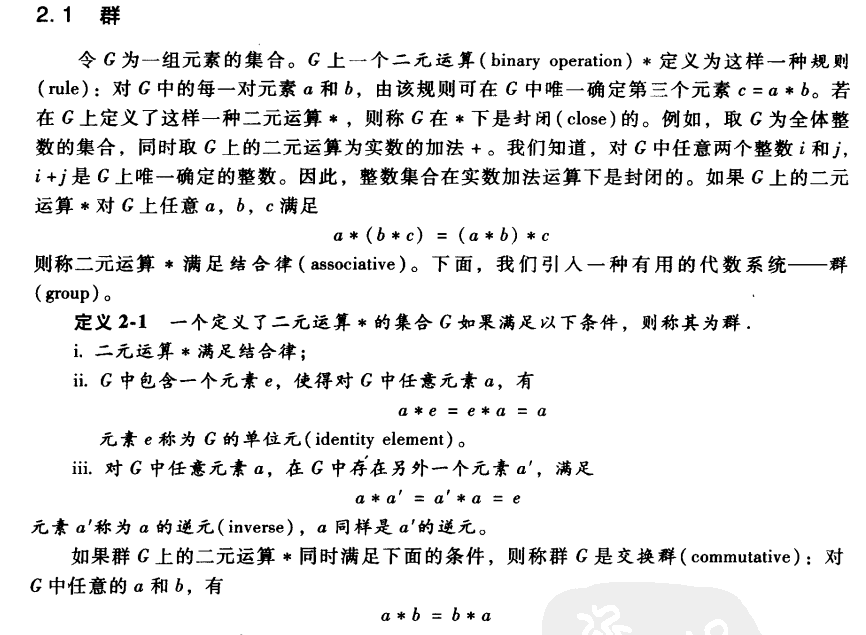 2.1 群
令 G 为一组元素的集合。G 上一个二元运算(binary operation) * 定义为这样一种规则
(rule)：对 G 中的每一对元素 a 和 b，由该规则可在 G 中唯一确定第三个元素 c = a * b。若
在 G 上定义了这样一种二元运算 *，则称 G 在 * 下是封闭(close)的。例如，取 G 为全体整
数的集合，同时取 G 上的二元运算为实数的加法 +。我们知道，对 G 中任意两个整数 i 和 j,
i + j 是 G 上唯一确定的整数。因此，整数集合在实数加法运算下是封闭的。如果 G 上的二元
运算 * 对 G 上任意 a，b，c 满足
a * (b * c) = (a * b) * c
则称二元运算 * 满足结合律(associative)。下面，我们引入一种有用的代数系统——群
(group)。
定义 2-1 一个定义了二元运算 * 的集合 G 如果满足以下条件，则称其为群.
i. 二元运算 * 满足结合律；
ii. G 中包含一个元素 e，使得对 G 中任意元素 a，有
a * e = e * a = a
元素 e 称为 G 的单位元(identity element)。
iii. 对 G 中任意元素 a，在 G 中存在另外一个元素 a′，满足
a * a′ = a′ * a = e
元素 a′称为 a 的逆元(inverse)，a 同样是 a′的逆元。
如果群 G 上的二元运算 * 同时满足下面的条件，则称群 G 是交换群(commutative)：对
G 中任意的 a 和 b，有
a * b = b * a